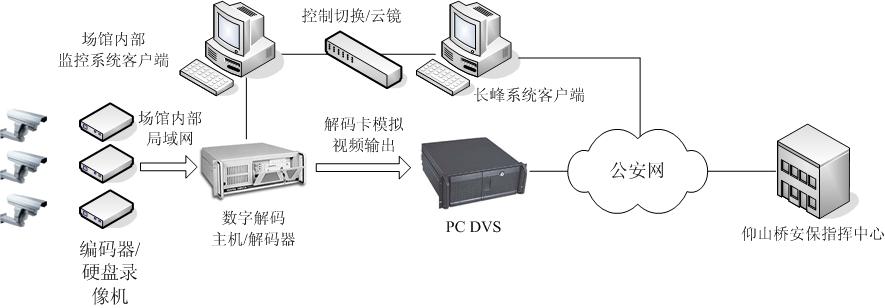 场馆内部
监控系统客户端
控制切换/云镜
长峰系统客户端
场馆内部
局域网
解码卡模拟
视频输出
公安网
数字解码
主机/解码器
PC DVS
仰山桥安保指挥中心
编码器/
硬盘录
像机